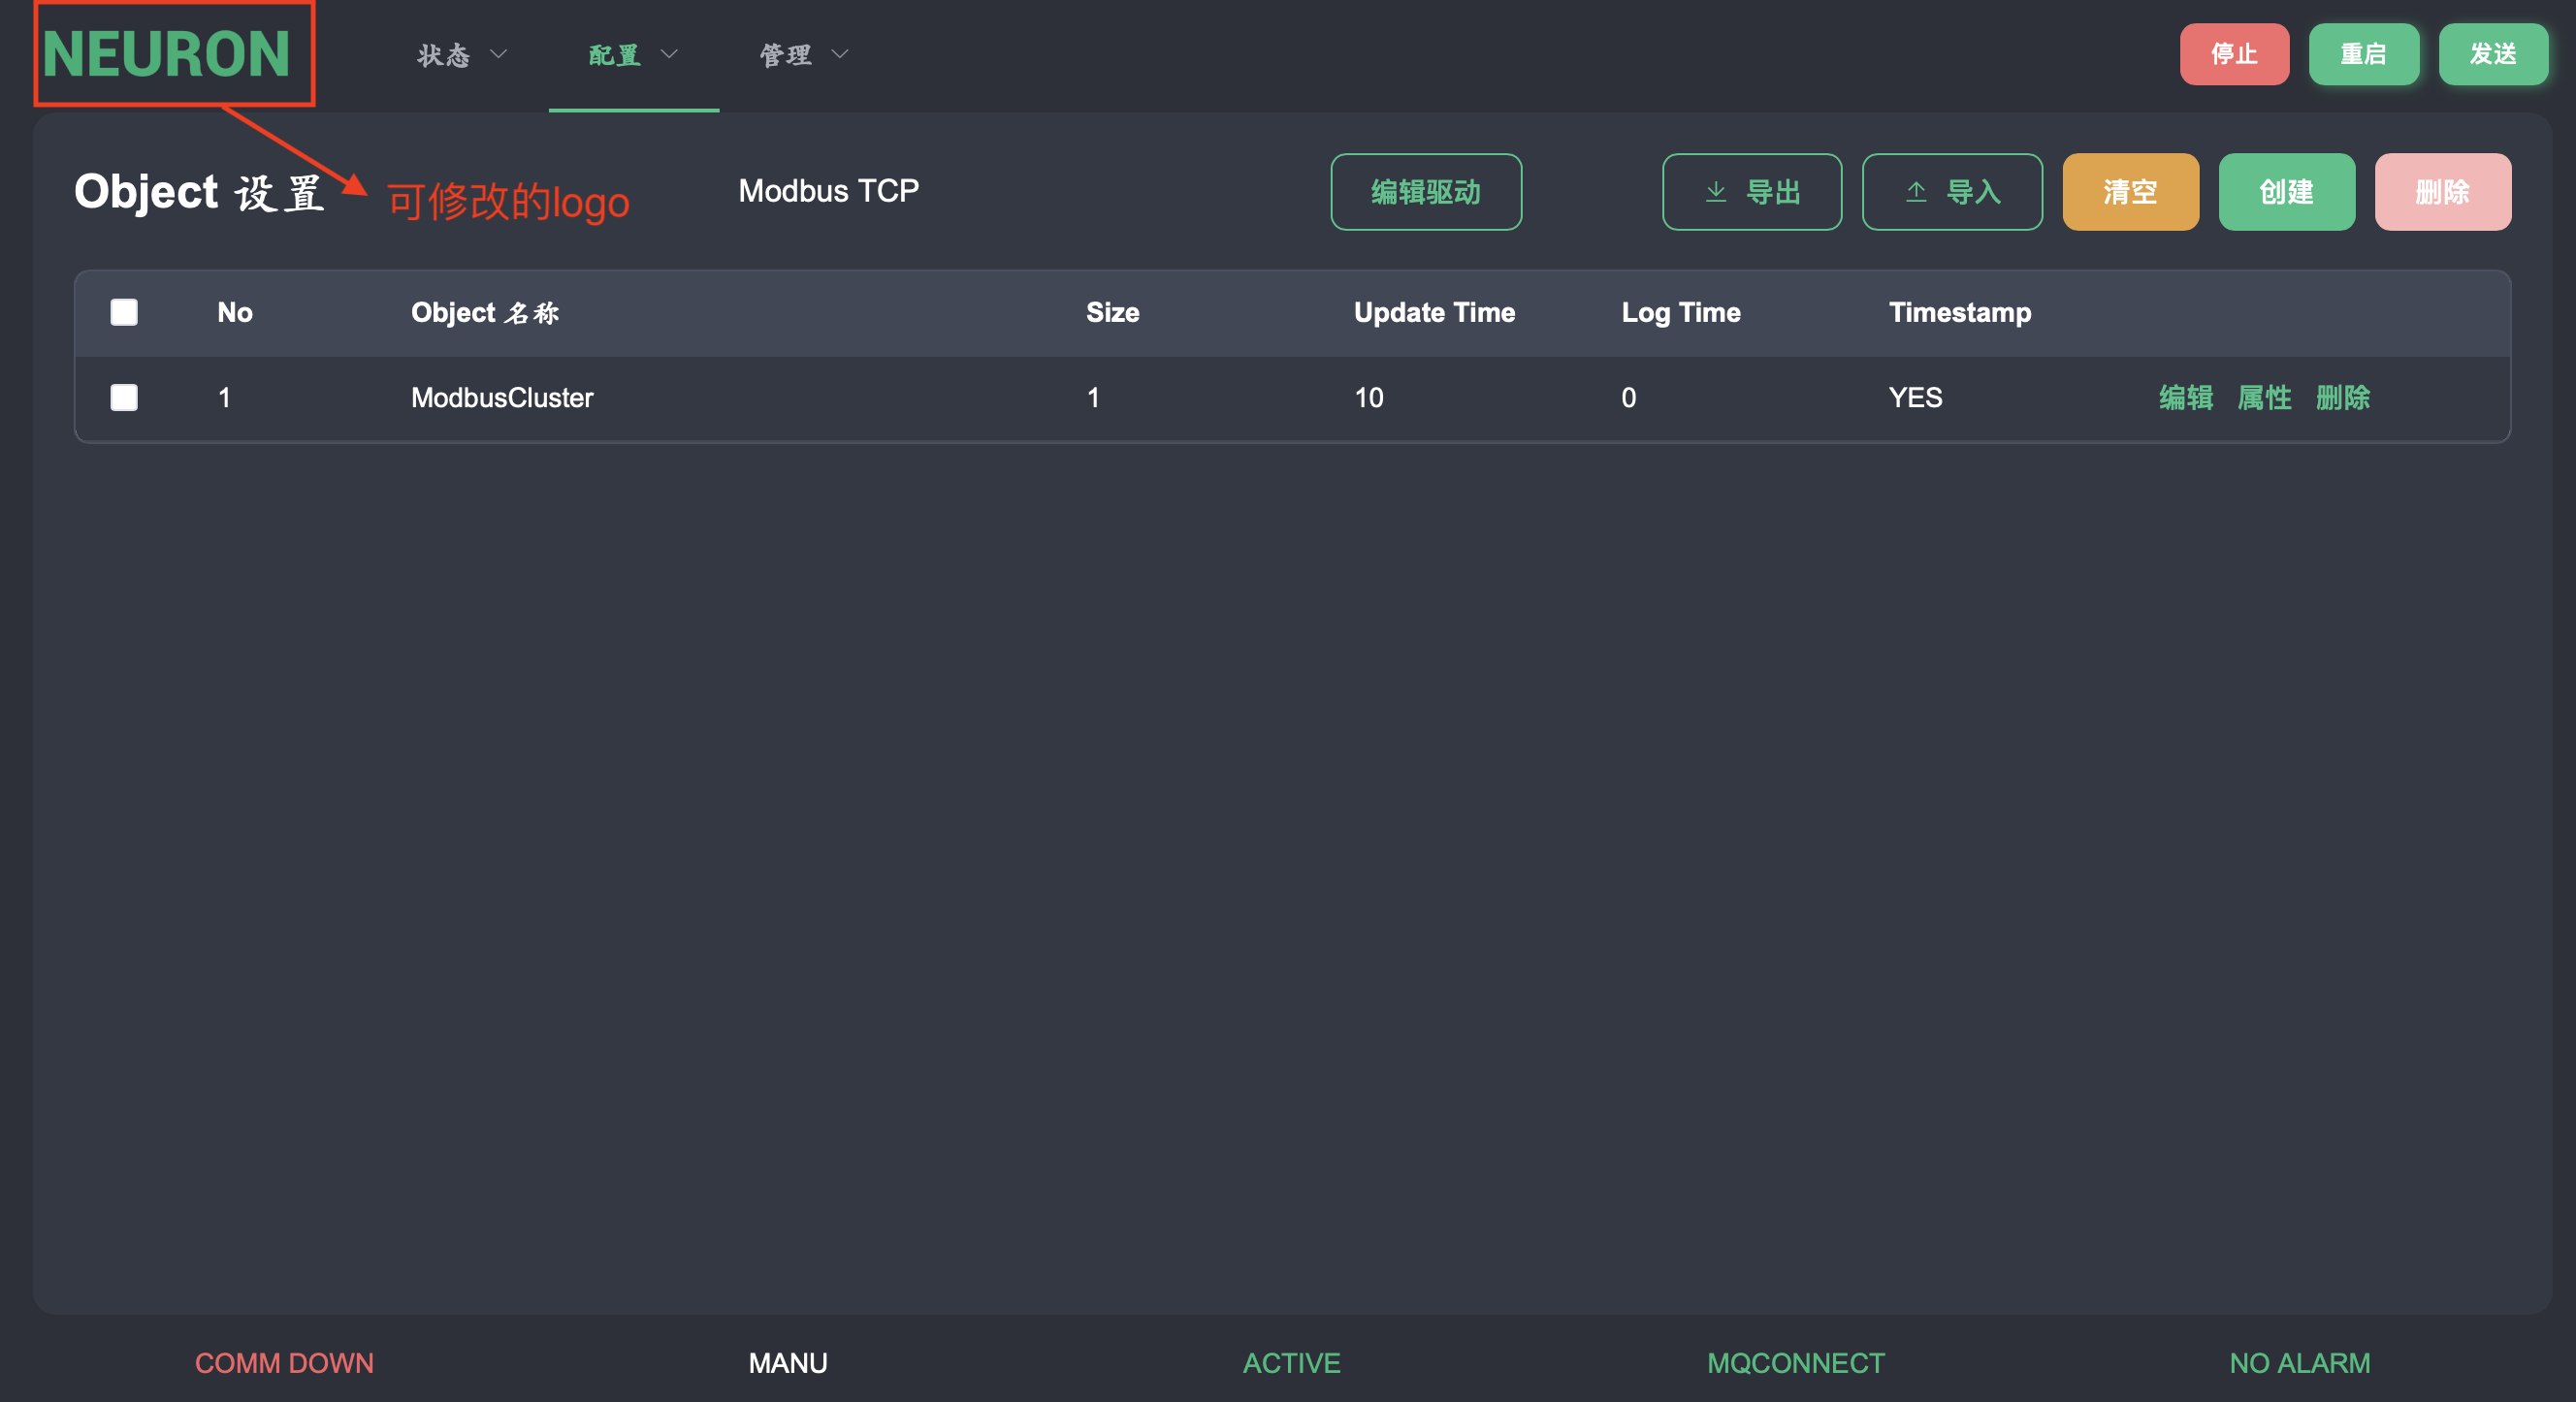 NEURON 状态 配置 管理 停止 重启 发送
Object 设置 可修改的logo Modbus TCP 编辑驱动 导出 导入 清空 创建 删除
No Object 名称 Size Update Time Log Time Timestamp
1 ModbusCluster 1 10 0 YES 编辑 属性 删除
COMM DOWN MANU ACTIVE MQCONNECT NO ALARM